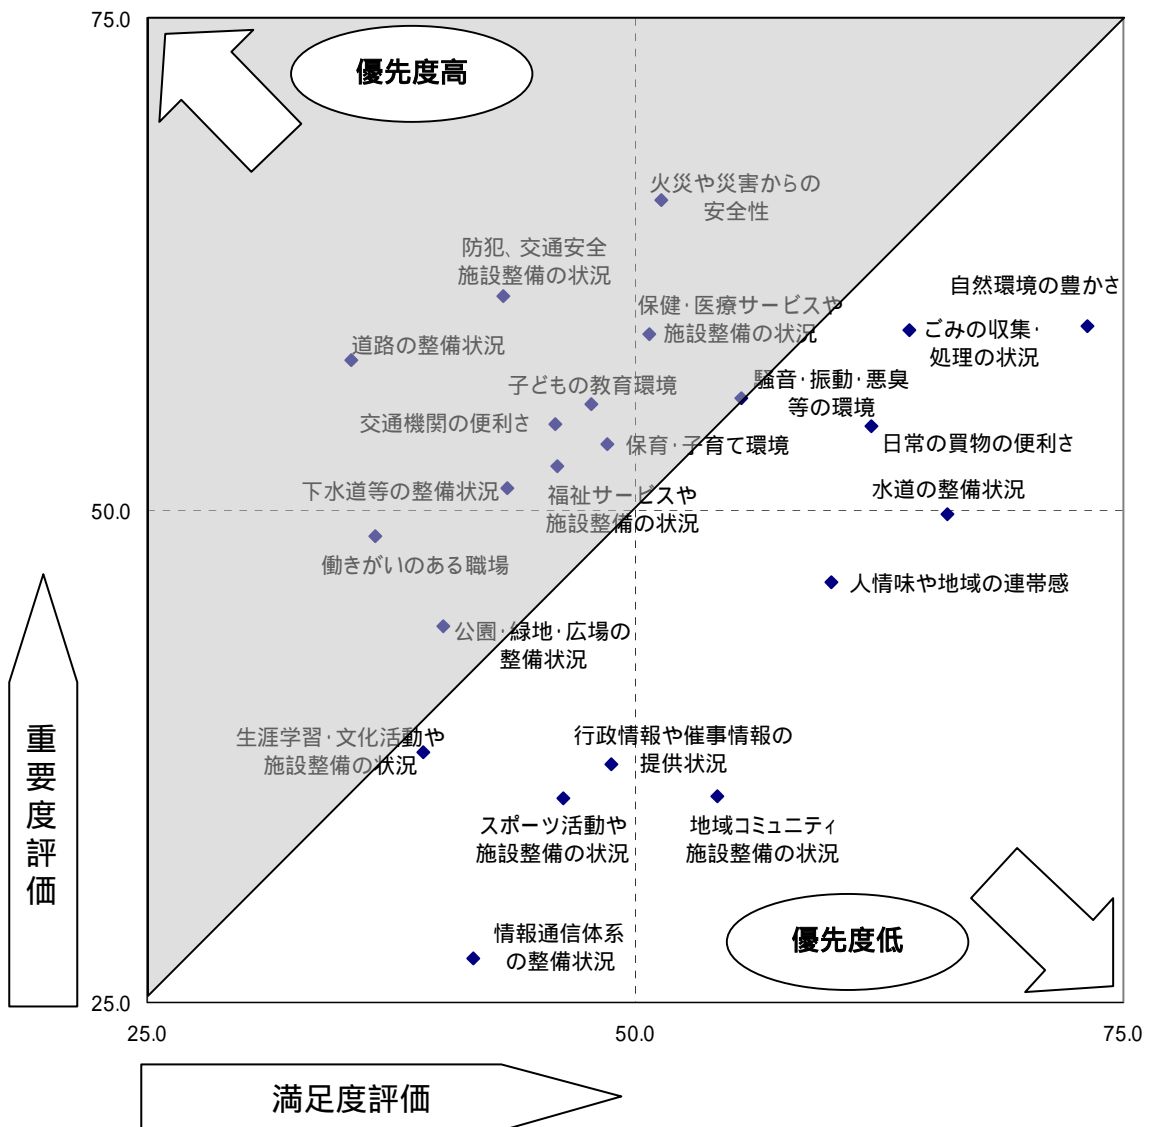 75.0
優先度高
火災や災害からの
安全性
防犯、交通安全
施設整備の状況
自然環境の豊かさ
保健・医療サービスや
施設整備の状況
ごみの収集・
処理の状況
道路の整備状況
子どもの教育環境
騒音・振動・悪臭
等の環境
交通機関の便利さ
保育・子育て環境
日常の買物の便利さ
下水道等の整備状況
福祉サービスや
施設整備の状況
水道の整備状況
50.0
働きがいのある職場
人情味や地域の連帯感
公園・緑地・広場の
整備状況
生涯学習・文化活動や
施設整備の状況
行政情報や催事情報の
提供状況
スポーツ活動や
施設整備の状況
地域コミュニティ
施設整備の状況
重要度評価
情報通信体系
の整備状況
優先度低
25.0
25.0
50.0
75.0
満足度評価